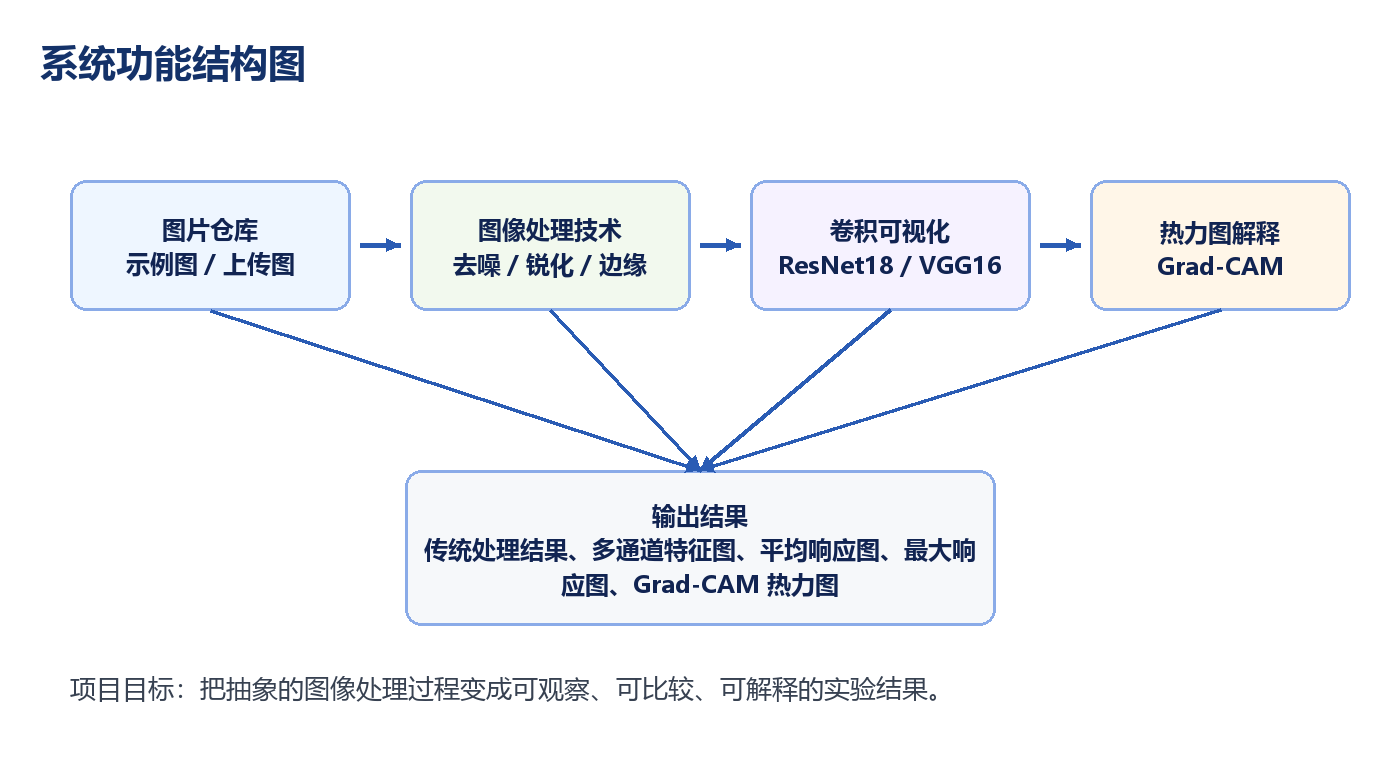 系统功能结构图
图片仓库
示例图 / 上传图
图像处理技术
去噪 / 锐化 / 边缘
卷积可视化
ResNet18 / VGG16
热力图解释
Grad-CAM
输出结果
传统处理结果、多通道特征图、平均响应图、最大响
应图、Grad-CAM 热力图
项目目标：把抽象的图像处理过程变成可观察、可比较、可解释的实验结果。